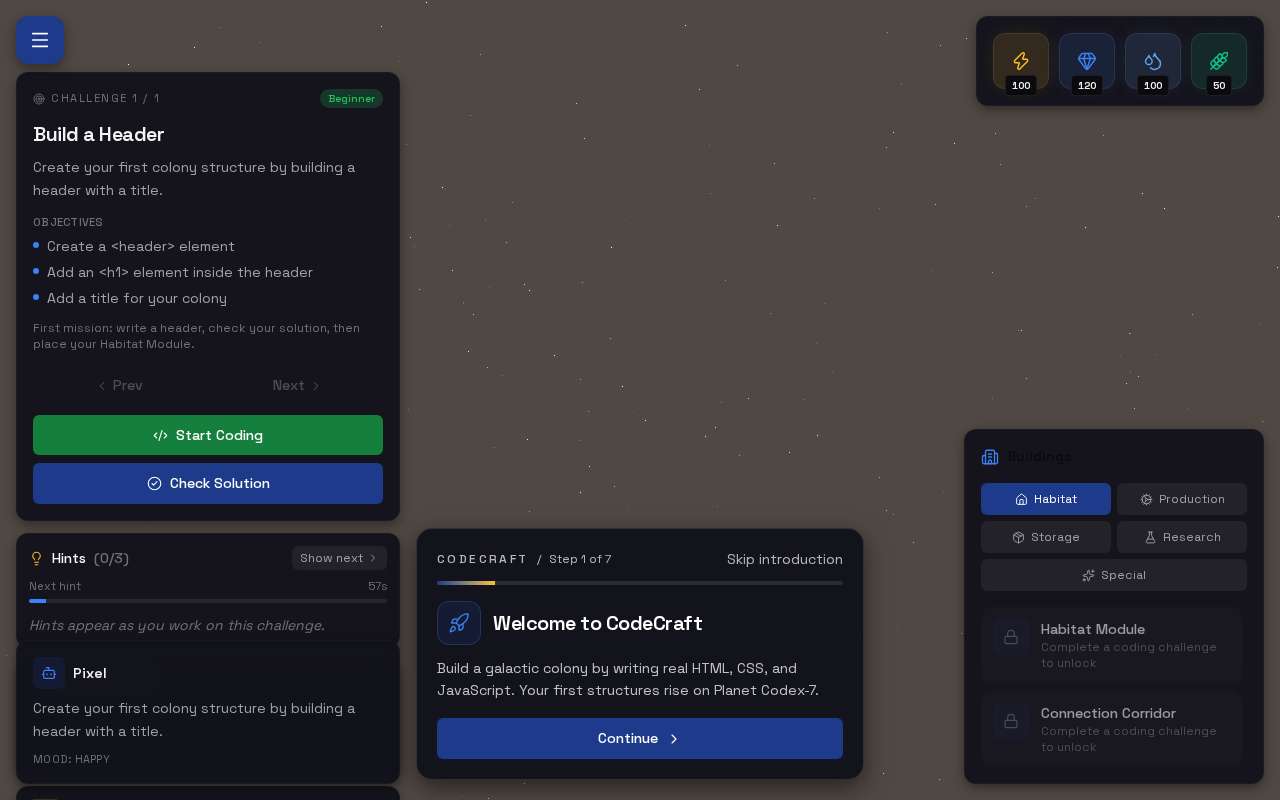 CHALLENGE 1 / 1
Beginner
Build a Header
Create your first colony structure by building a
header with a title.
OBJECTIVES
Create a <header> element
Add an <h1> element inside the header
Add a title for your colony
First mission: write a header, check your solution, then
place your Habitat Module.
Prev
Next
Start Coding
Check Solution
Hints (0/3)
Show next
Next hint
57s
Hints appear as you work on this challenge.
Pixel
Create your first colony structure by building a
header with a title.
MOOD: HAPPY
CODECRAFT / Step 1 of 7
Skip introduction
Welcome to CodeCraft
Build a galactic colony by writing real HTML, CSS, and
JavaScript. Your first structures rise on Planet Codex-7.
Continue
100
120
100
50
Buildings
Habitat
Production
Storage
Research
Special
Habitat Module
Complete a coding challenge
to unlock
Connection Corridor
Complete a coding challenge
to unlock